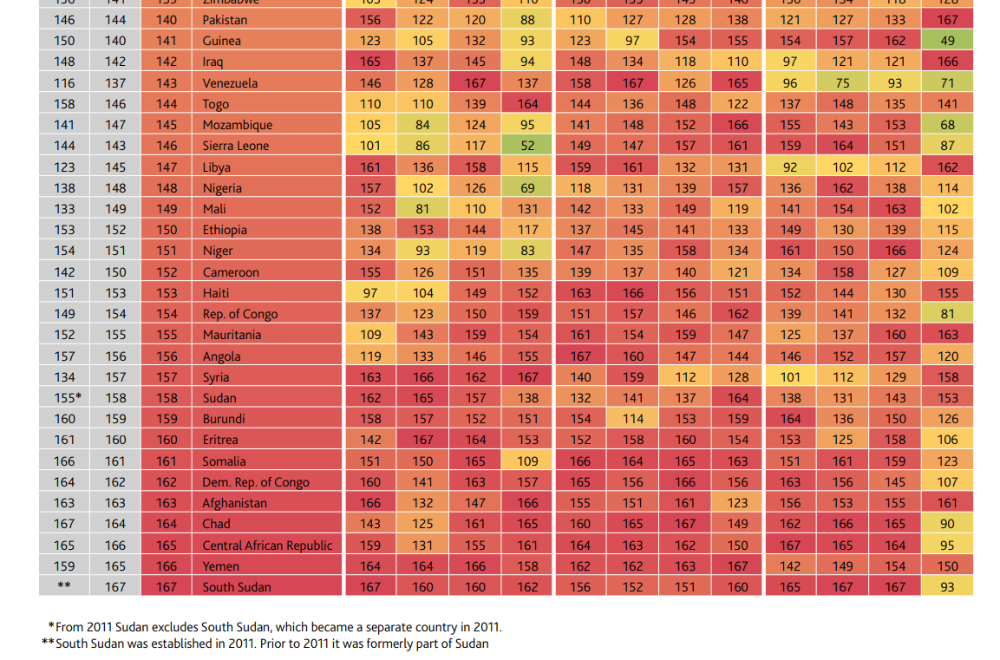 146 144 140 Pakistan 156 122 120 88 110 127 128 138 121 127 133 167
150 140 141 Guinea 123 105 132 93 123 97 154 155 154 157 162 49
148 142 142 Iraq 165 137 145 94 148 134 118 110 97 121 121 166
116 137 143 Venezuela 146 128 167 137 158 167 126 165 96 75 93 71
158 146 144 Togo 110 110 139 164 144 136 148 122 137 148 135 141
141 147 145 Mozambique 105 84 124 95 141 148 152 166 155 143 153 68
144 143 146 Sierra Leone 101 86 117 52 149 147 157 161 159 164 151 87
123 145 147 Libya 161 136 158 115 159 161 132 131 92 102 112 162
138 148 148 Nigeria 157 102 126 69 118 131 139 157 136 162 138 114
133 149 149 Mali 152 81 110 131 142 133 149 119 141 154 163 102
153 152 150 Ethiopia 138 153 144 117 137 145 141 133 149 130 139 115
154 151 151 Niger 134 93 119 83 147 135 158 134 161 150 166 124
142 150 152 Cameroon 155 126 151 135 139 137 140 121 134 158 127 109
151 153 153 Haiti 97 104 149 152 163 166 156 151 152 144 130 155
149 154 154 Rep. of Congo 137 123 150 159 151 157 146 162 139 141 132 81
152 155 155 Mauritania 109 143 159 154 161 154 159 147 125 137 160 163
157 156 156 Angola 119 133 146 155 167 160 147 144 146 152 157 120
134 157 157 Syria 163 166 162 167 140 159 112 128 101 112 129 158
155* 158 158 Sudan 162 165 157 138 132 141 137 164 138 131 143 153
160 159 159 Burundi 158 157 152 151 154 114 153 159 164 136 150 126
161 160 160 Eritrea 142 167 164 153 152 158 160 154 153 125 158 106
166 161 161 Somalia 151 150 165 109 166 164 165 163 151 161 159 123
164 162 162 Dem. Rep. of Congo 160 141 163 157 165 156 166 156 163 156 145 107
163 163 163 Afghanistan 166 132 147 166 155 151 161 123 156 153 155 161
167 164 164 Chad 143 125 161 165 160 165 167 149 162 166 165 90
165 166 165 Central African Republic 159 131 155 161 164 163 162 150 167 165 164 95
159 165 166 Yemen 164 164 166 158 162 162 163 167 142 149 154 150
** 167 167 South Sudan 167 160 160 162 156 152 151 160 165 167 167 93
*From 2011 Sudan excludes South Sudan, which became a separate country in 2011.
**South Sudan was established in 2011. Prior to 2011 it was formerly part of Sudan